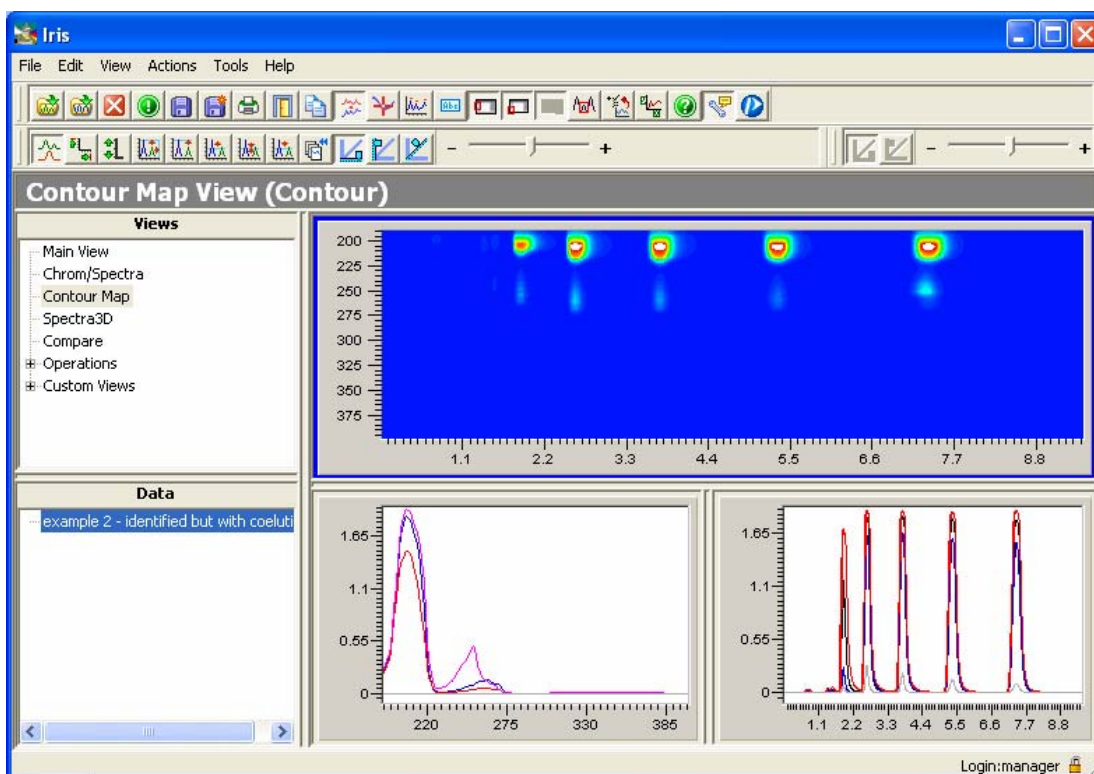 Iris
File Edit View Actions Tools Help
Abc
- +
- +
Contour Map View (Contour)
Views
Main View
Chrom/Spectra
Contour Map
Spectra3D
Compare
Operations
Custom Views
200
225
250
275
300
325
350
375
1.1 2.2 3.3 4.4 5.5 6.6 7.7 8.8
Data
example 2 - identified but with coeluti
1.65
1.1
0.55
0
220 275 330 385
1.65
1.1
0.55
0
1.1 2.2 3.3 4.4 5.5 6.6 7.7 8.8
Login:manager